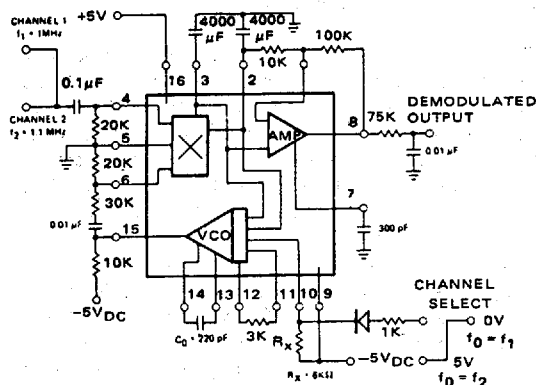 CHANNEL 1
f₁ = 1MHz
+5V
4000
μF
4000
μF
10K
100K
16
3
2
0.1μF
4
CHANNEL 2
f₂ = 1.1 MHz
20K
5
20K
6
30K
0.01 μF
15
10K
-5VDC
AMP
8
75K
DEMODULATED
OUTPUT
0.01 μF
7
300 pF
VCO
14
13
12
11
10
9
C₀ = 220 pF
3K
RX
RX = 6KΩ
CHANNEL
SELECT
1K
0V
f₀ = f₁
-5VDC
5V
f₀ = f₂